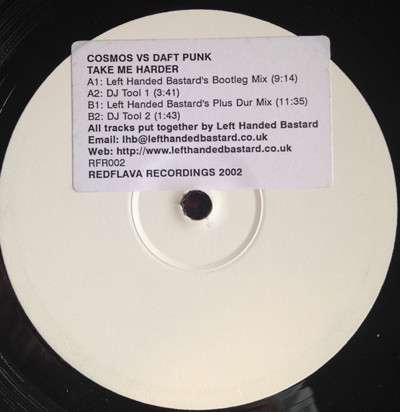 COSMOS VS DAFT PUNK
TAKE ME HARDER
A1: Left Handed Bastard's Bootleg Mix (9:14)
A2: DJ Tool 1 (3:41)
B1: Left Handed Bastard's Plus Dur Mix (11:35)
B2: DJ Tool 2 (1:43)
All tracks put together by Left Handed Bastard
Email: lhb@lefthandedbastard.co.uk
Web: http://www.lefthandedbastard.co.uk
RFR002
REDFLAVA RECORDINGS 2002